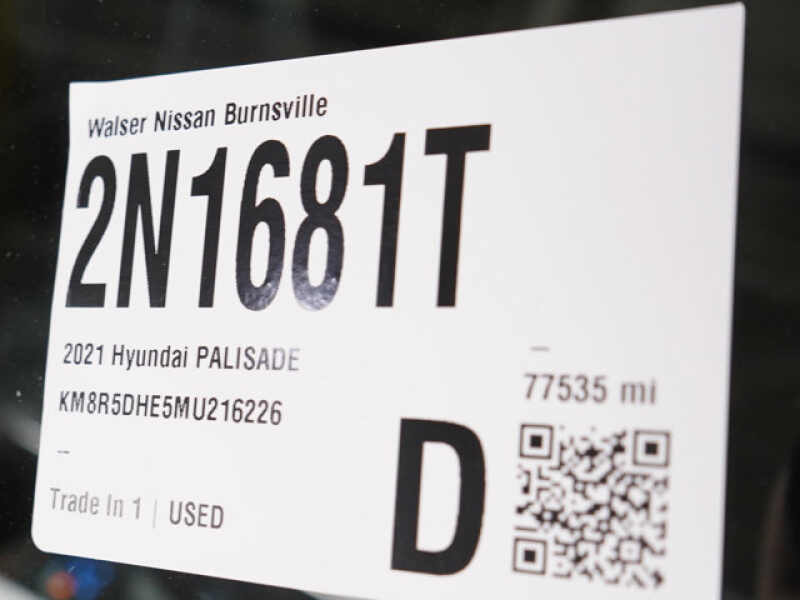 Walser Nissan Burnsville
2N1681T
2021 Hyundai PALISADE
KM8R5DHE5MU216226
–
Trade In 1 | USED
–
77535 mi
D